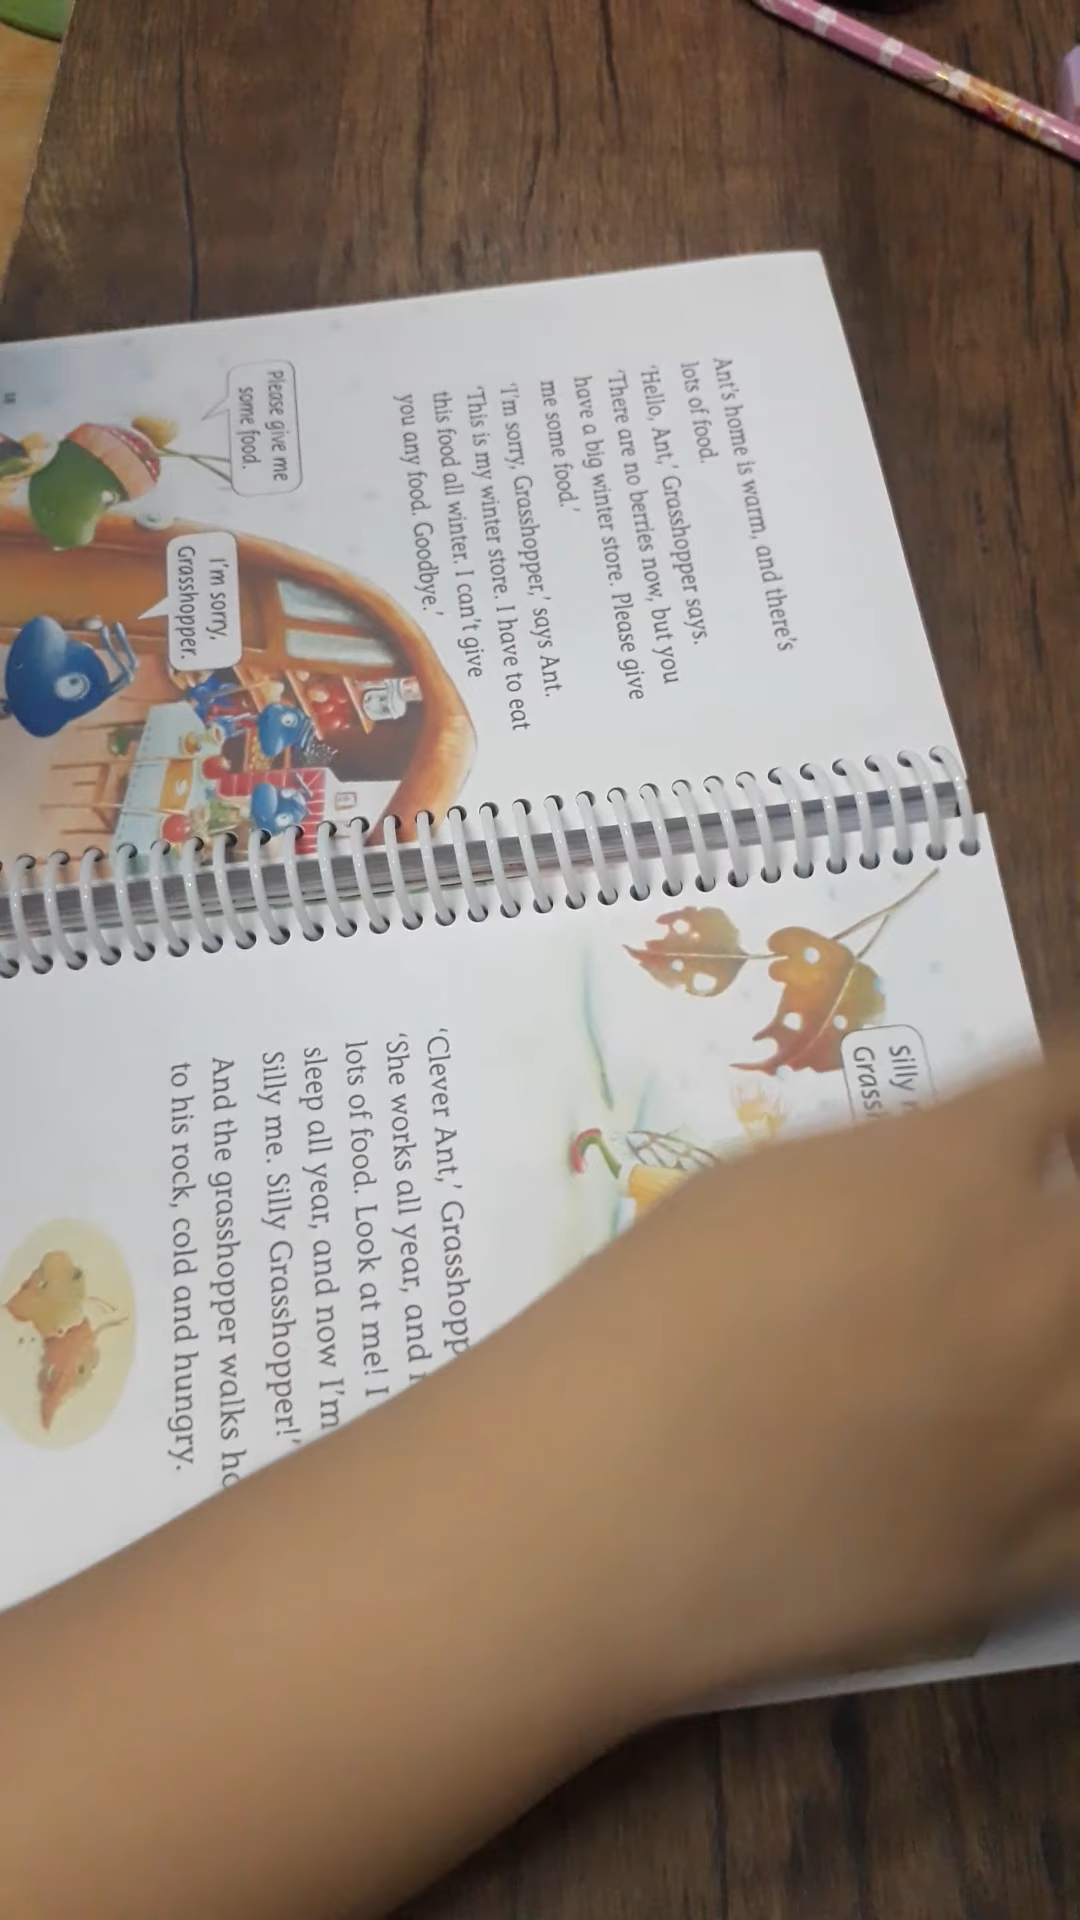 Ant's home is warm, and there's
lots of food.
'Hello, Ant,' Grasshopper says.
'There are no berries now, but you
have a big winter store. Please give
me some food.'
'I'm sorry, Grasshopper,' says Ant.
'This is my winter store. I have to eat
this food all winter. I can't give
you any food. Goodbye.'
Please give me
some food.
I'm sorry,
Grasshopper.
18
Silly
'Clever Ant,'
'She works all year, and
lots of food. Look at me! I
sleep all year, and now I'm
Silly me. Silly Grasshopper!'
And the grasshopper walks
to his rock, cold and hungry.